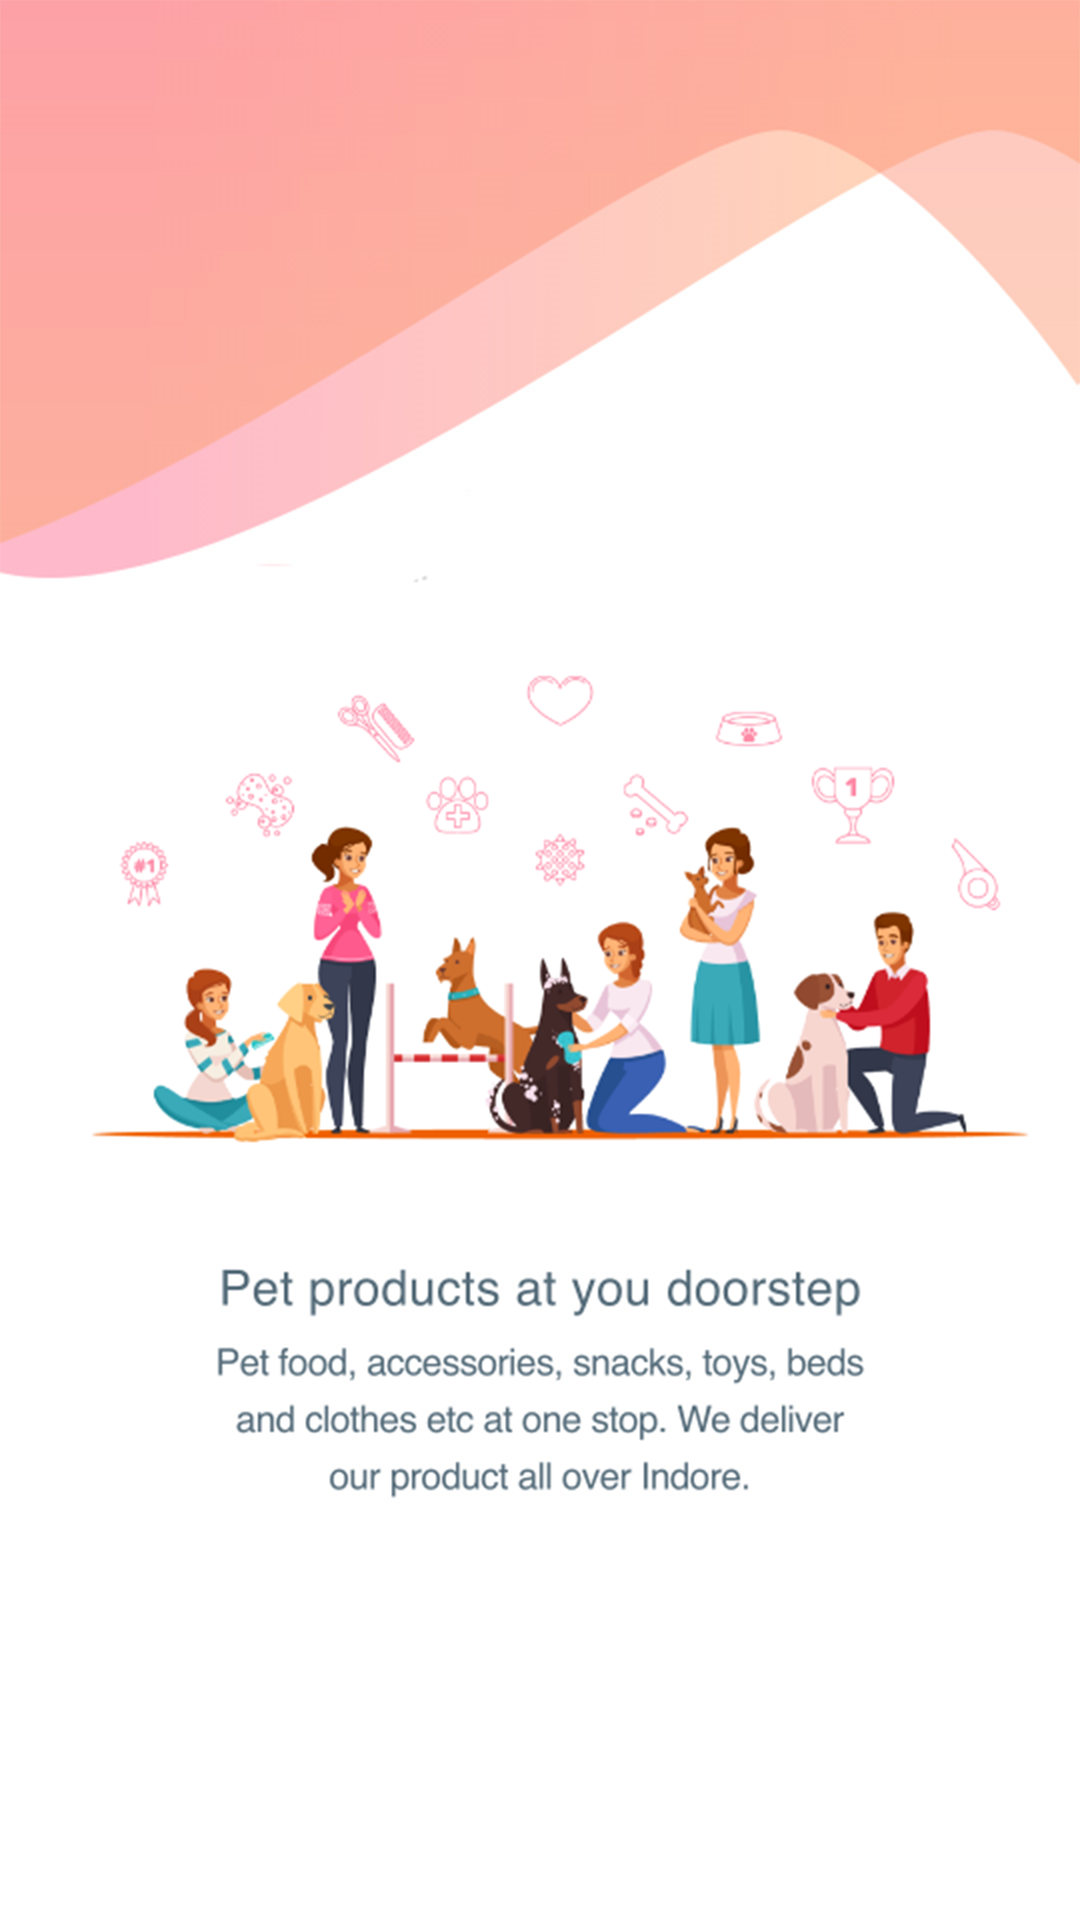 #1
1
Pet products at you doorstep
Pet food, accessories, snacks, toys, beds
and clothes etc at one stop. We deliver
our product all over Indore.